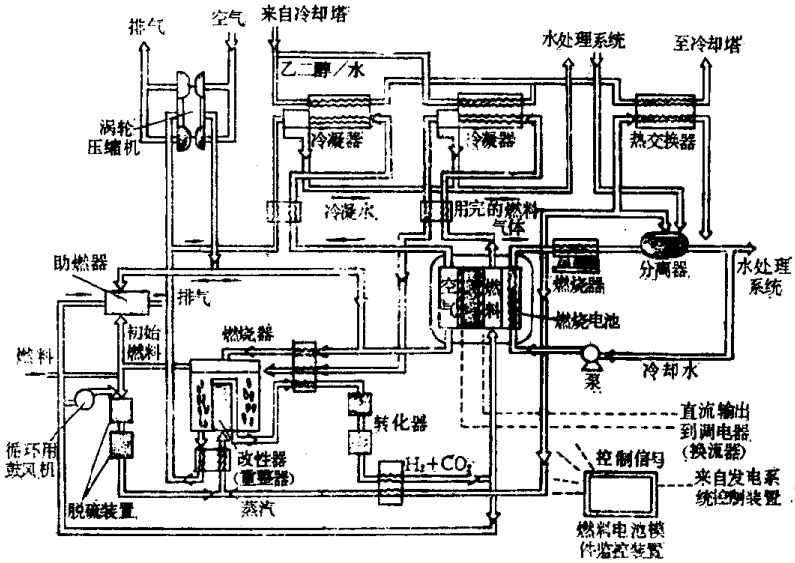 排气
空气
来自冷却塔
水处理系统
至冷却塔
乙二醇/水
涡轮
压缩机
冷凝器
冷凝器
热交换器
冷凝水
用完的燃料
气体
助燃器
排气
空气
燃料
燃烧器
分离器
水处理
系统
燃料
初始
燃料
燃烧器
燃烧电池
泵
冷却水
循环用
鼓风机
转化器
直流输出
到调电器
(换流器)
改性器
(重整器)
H₂+CO₂
控制信号
来自发电系
统控制装置
脱硫装置
蒸汽
燃料电池模
件监控装置